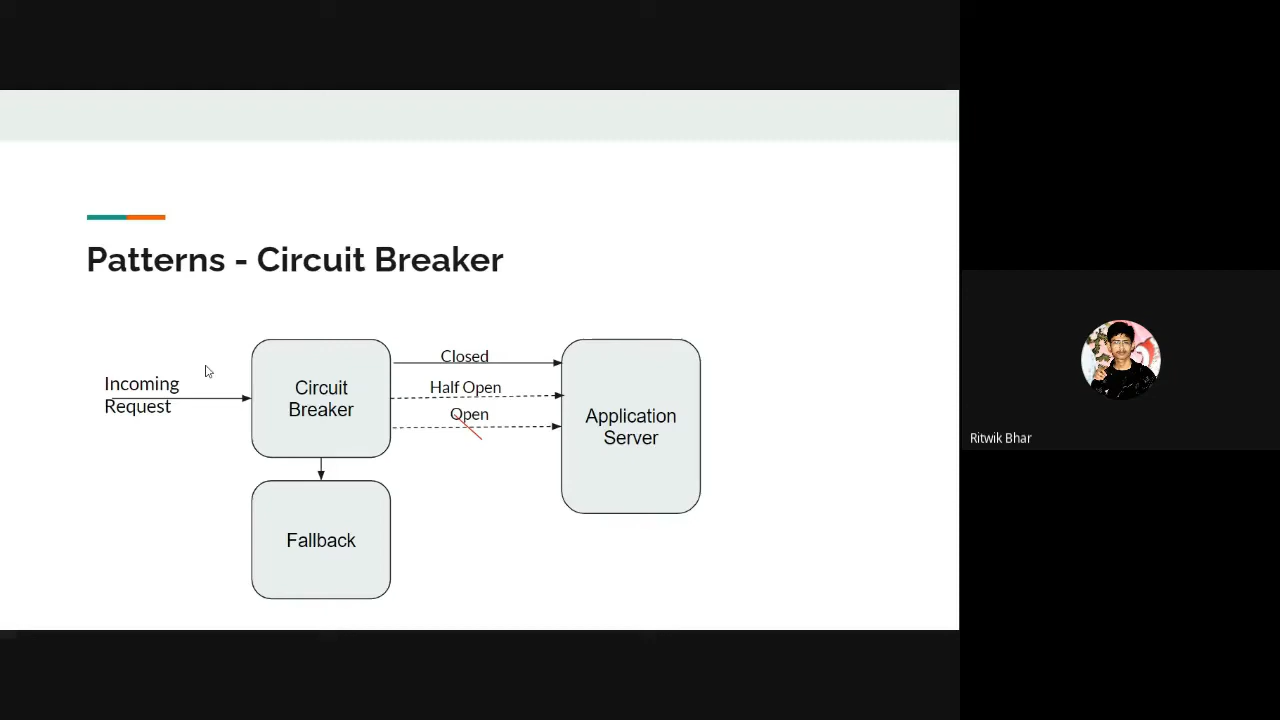 Patterns - Circuit Breaker
Incoming
Request
Circuit
Breaker
Closed
Half Open
Open
Application
Server
Fallback
Ritwik Bhar